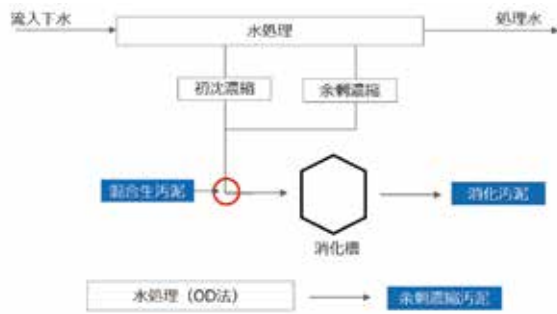 流入下水
水処理
処理水
初沈濃縮
余剰濃縮
混合生汚泥
消化汚泥
消化槽
水処理（OD法）
余剰濃縮汚泥